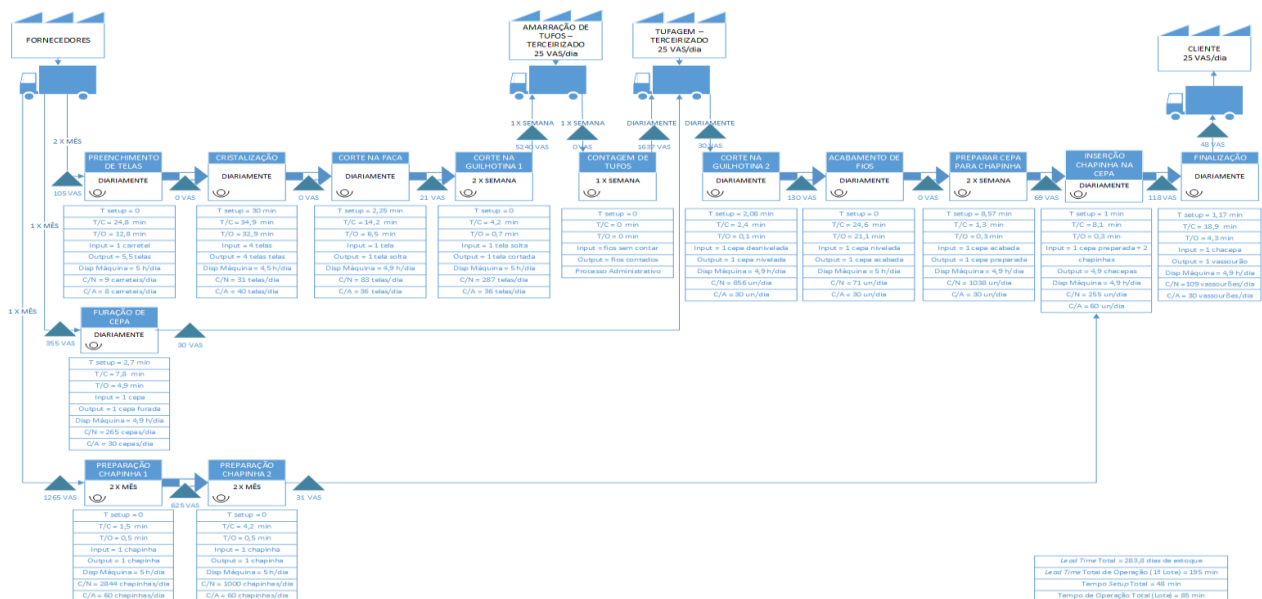 FORNECEDORES
AMARRAÇÃO DE
TUFOS –
TERCEIRIZADO
25 VAS/dia
TUFAGEM –
TERCEIRIZADO
25 VAS/dia
CLIENTE
25 VAS/dia
2 X MÊS
1 X MÊS
1 X MÊS
1 X SEMANA
5240 VAS
1 X SEMANA
0 VAS
DIARIAMENTE
1637 VAS
DIARIAMENTE
30 VAS
48 VAS
105 VAS
PREENCHIMENTO
DE TELAS
DIARIAMENTE
T setup = 0
T/C = 24,8 min
T/O = 12,8 min
Input = 1 carretel
Output = 5,5 telas telas
Disp Máquina = 5 h/dia
C/N = 9 carreteis/dia
C/A = 8 carreteis/dia
0 VAS
CRISTALIZAÇÃO
DIARIAMENTE
T setup = 30 min
T/C = 34,9 min
T/O = 32,9 min
Input = 4 telas
Output = 4 telas telas
Disp Máquina = 4,5 h/dia
C/N = 31 telas/dia
C/A = 40 telas/dia
0 VAS
CORTE NA FACA
DIARIAMENTE
T setup = 2,25 min
T/C = 14,2 min
T/O = 6,5 min
Input = 1 tela
Output = 1 tela solta
Disp Máquina = 4,9 h/dia
C/N = 83 telas/dia
C/A = 36 telas/dia
21 VAS
CORTE NA
GUILHOTINA 1
2 X SEMANA
T setup = 0
T/C = 4,2 min
T/O = 0,7 min
Input = 1 tela solta
Output = 1 tela cortada
Disp Máquina = 5 h/dia
C/N = 287 telas/dia
C/A = 36 telas/dia
CONTAGEM DE
TUFOS
1 X SEMANA
T setup = 0
T/C = 0 min
T/O = 0 min
Input = fios sem contar
Output = fios contados
Processo Administrativo
CORTE NA
GUILHOTINA 2
DIARIAMENTE
T setup = 2,08 min
T/C = 2,4 min
T/O = 0,1 min
Input = 1 cepa desnivelada
Output = 1 cepa nivelada
Disp Máquina = 4,9 h/dia
C/N = 856 un/dia
C/A = 30 un/dia
130 VAS
ACABAMENTO DE
FIOS
DIARIAMENTE
T setup = 0
T/C = 24,6 min
T/O = 21,1 min
Input = 1 cepa nivelada
Output = 1 cepa acabada
Disp Máquina = 5 h/dia
C/N = 71 un/dia
C/A = 30 un/dia
0 VAS
PREPARAR CEPA
PARA CHAPINHA
2 X SEMANA
T setup = 8,57 min
T/C = 1,3 min
T/O = 0,3 min
Input = 1 cepa acabada
Output = 1 cepa preparada
Disp Máquina = 4,9 h/dia
C/N = 1038 un/dia
C/A = 30 un/dia
69 VAS
INSERÇÃO
CHAPINHA NA
CEPA
DIARIAMENTE
T setup = 1 min
T/C = 8,1 min
T/O = 0,3 min
Input = 1 cepa preparada + 2
chapinhas
Output = 4,9 chacepas
Disp Máquina = 4,9 h/dia
C/N = 255 un/dia
C/A = 60 un/dia
118 VAS
FINALIZAÇÃO
DIARIAMENTE
T setup = 1,17 min
T/C = 18,9 min
T/O = 4,3 min
Input = 1 chacepa
Output = 1 vassourão
Disp Máquina = 4,9 h/dia
C/N = 109 vassourões/dia
C/A = 30 vassourões/dia
355 VAS
FURAÇÃO DE
CEPA
DIARIAMENTE
30 VAS
T setup = 2,7 min
T/C = 7,8 min
T/O = 4,9 min
Input = 1 cepa
Output = 1 cepa furada
Disp Máquina = 4,9 h/dia
C/N = 265 cepas/dia
C/A = 30 cepas/dia
1265 VAS
PREPARAÇÃO
CHAPINHA 1
2 X MÊS
T setup = 0
T/C = 1,5 min
T/O = 0,5 min
Input = 1 chapinha
Output = 1 chapinha
Disp Máquina = 5 h/dia
C/N = 2844 chapinhas/dia
C/A = 60 chapinhas/dia
625 VAS
PREPARAÇÃO
CHAPINHA 2
2 X MÊS
31 VAS
T setup = 0
T/C = 4,2 min
T/O = 0,5 min
Input = 1 chapinha
Output = 1 chapinha
Disp Máquina = 5 h/dia
C/N = 1000 chapinhas/dia
C/A = 60 chapinhas/dia
Lead Time Total = 283,8 dias de estoque
Lead Time Total de Operação (1º Lote) = 195 min
Tempo Setup Total = 48 min
Tempo de Operação Total (Lote) = 85 min